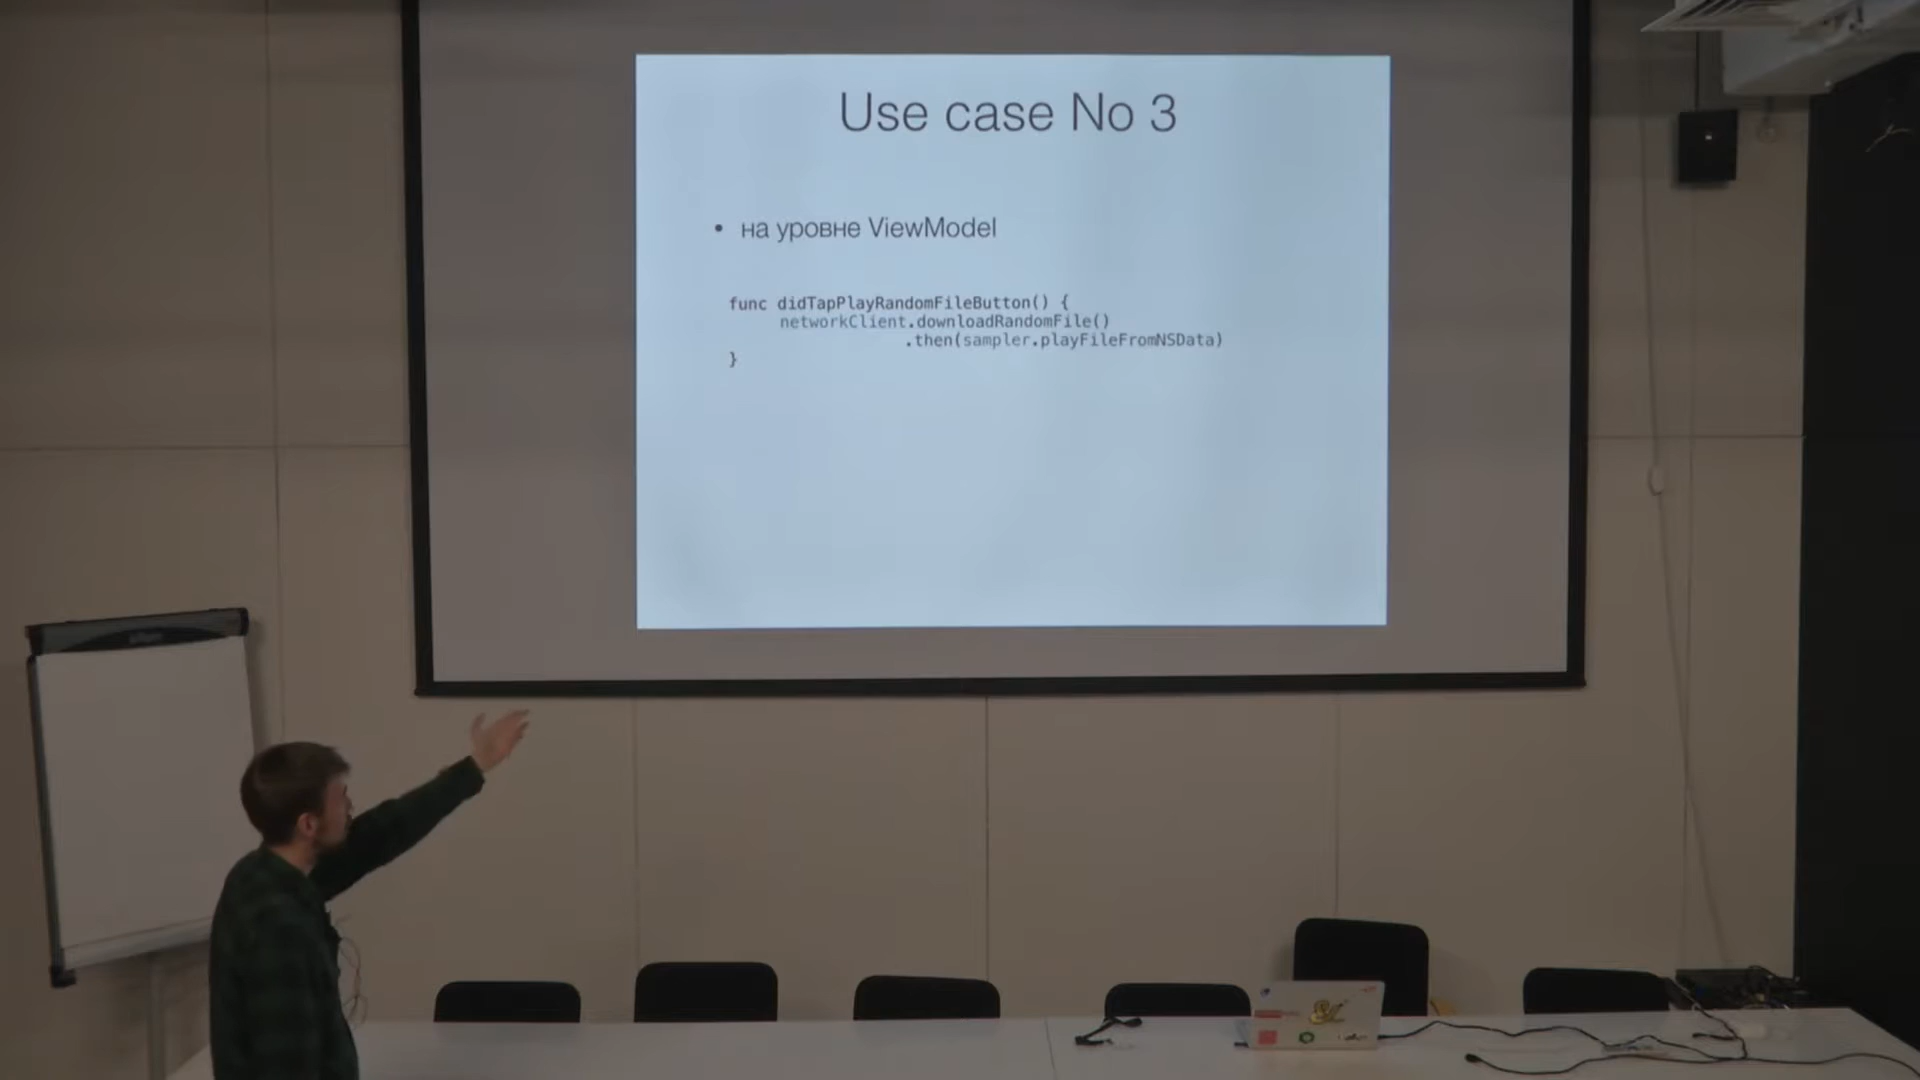 Use case No 3
• на уровне ViewModel
func didTapPlayRandomFileButton() {
networkClient.downloadRandomFile()
.then(sampler.playFileFromNSData)
}